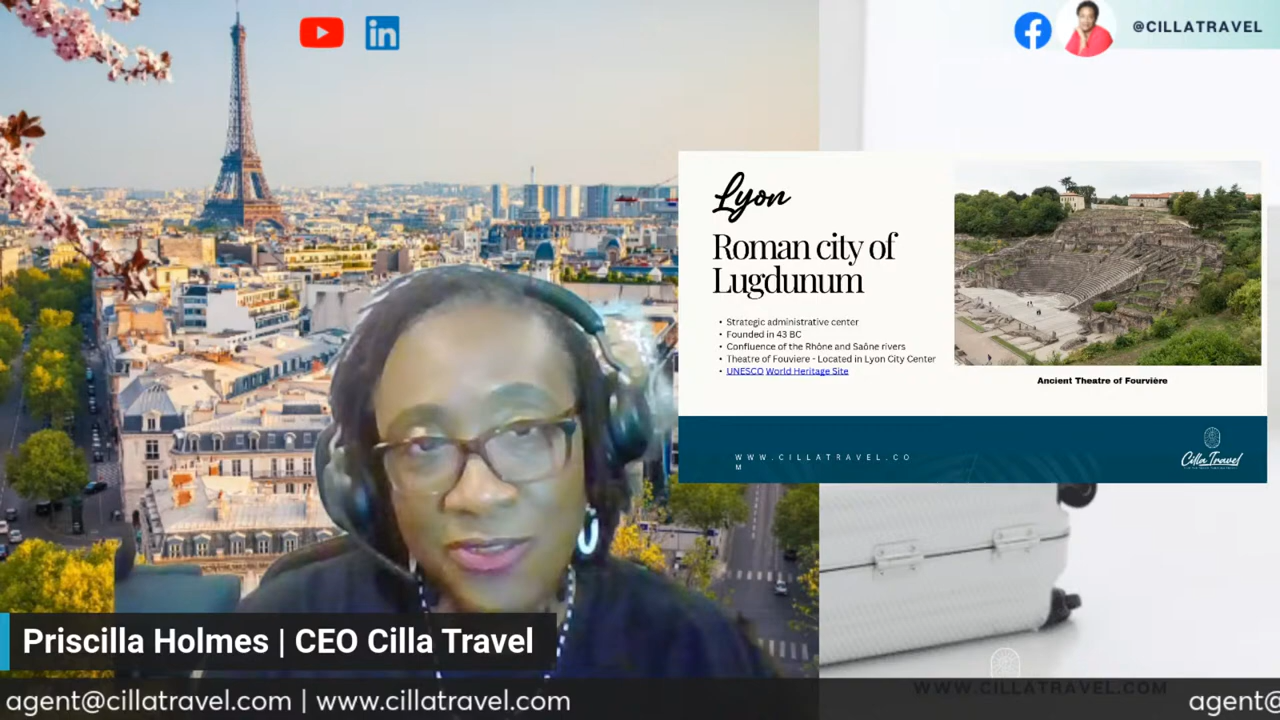 @CILLATRAVEL
Lyon
Roman city of
Lugdunum
• Strategic administrative center
• Founded in 43 BC
• Confluence of the Rhône and Saône rivers
• Theatre of Fouviere - Located in Lyon City Center
• UNESCO World Heritage Site
Ancient Theatre of Fourvière
WWW.CILLATRAVEL.CO
M
Cilla Travel
Priscilla Holmes | CEO Cilla Travel
WWW.CILLATRAVEL.COM
agent@cillatravel.com | www.cillatravel.com
agent@